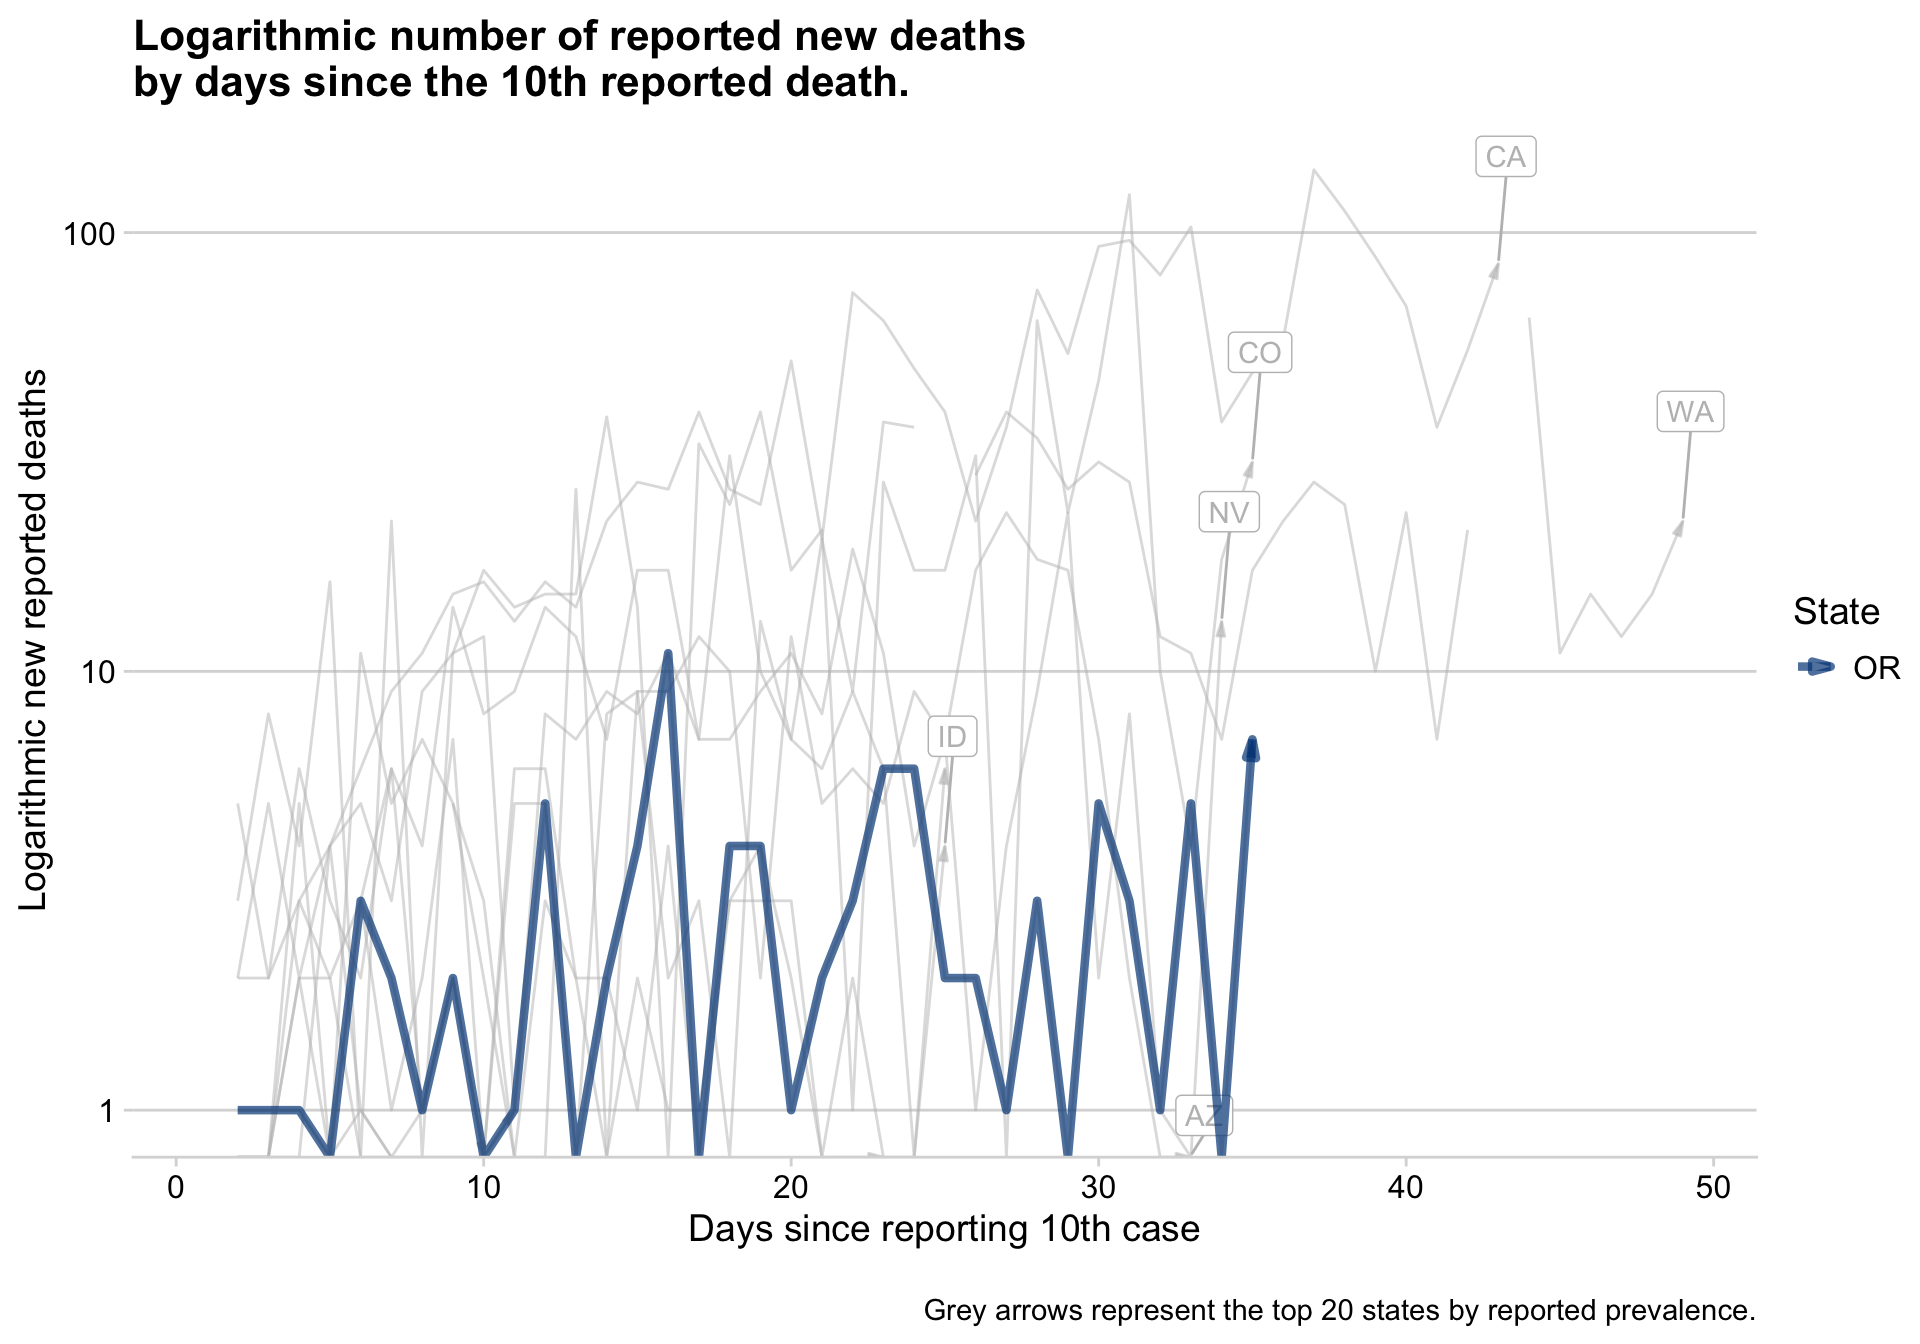 Logarithmic number of reported new deaths
by days since the 10th reported death.
Logarithmic new reported deaths
100
10
1
CA
CO
WA
NV
ID
AZ
State
OR
0 10 20 30 40 50
Days since reporting 10th case
Grey arrows represent the top 20 states by reported prevalence.